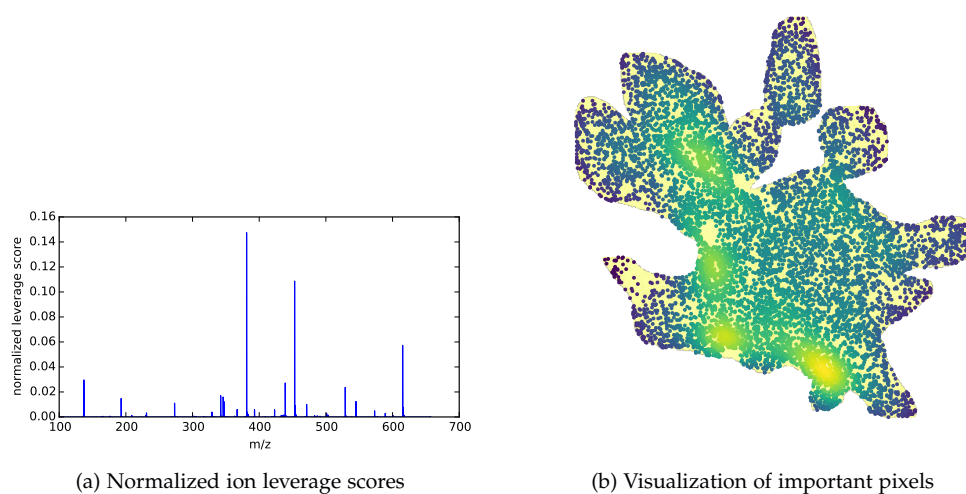 0.16
0.14
0.12
0.10
0.08
0.06
0.04
0.02
0.00
normalized leverage score
100 200 300 400 500 600 700
m/z
(a) Normalized ion leverage scores
(b) Visualization of important pixels